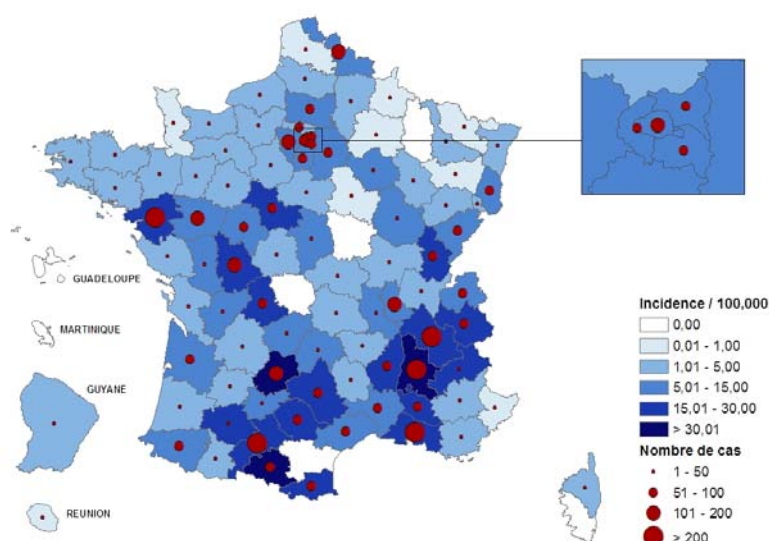 GUADELOUPE
MARTINIQUE
GUYANE
REUNION
Incidence / 100,000
0,00
0,01 - 1,00
1,01 - 5,00
5,01 - 15,00
15,01 - 30,00
> 30,01
Nombre de cas
1 - 50
51 - 100
101 - 200
> 200